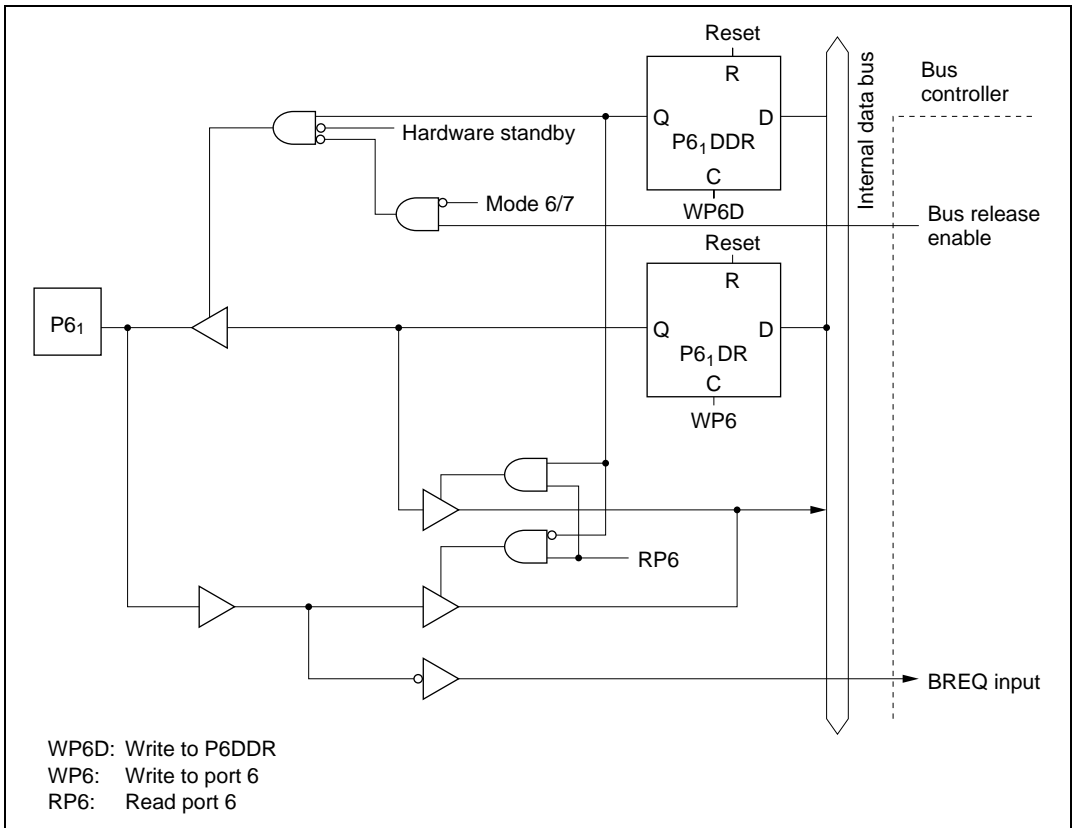 Reset
R
Q
D
P6₁DDR
C
WP6D
Hardware standby
Mode 6/7
Internal data bus
Bus
controller
Bus release
enable
Reset
R
Q
D
P6₁DR
C
WP6
P6₁
RP6
BREQ input
WP6D: Write to P6DDR
WP6: Write to port 6
RP6: Read port 6